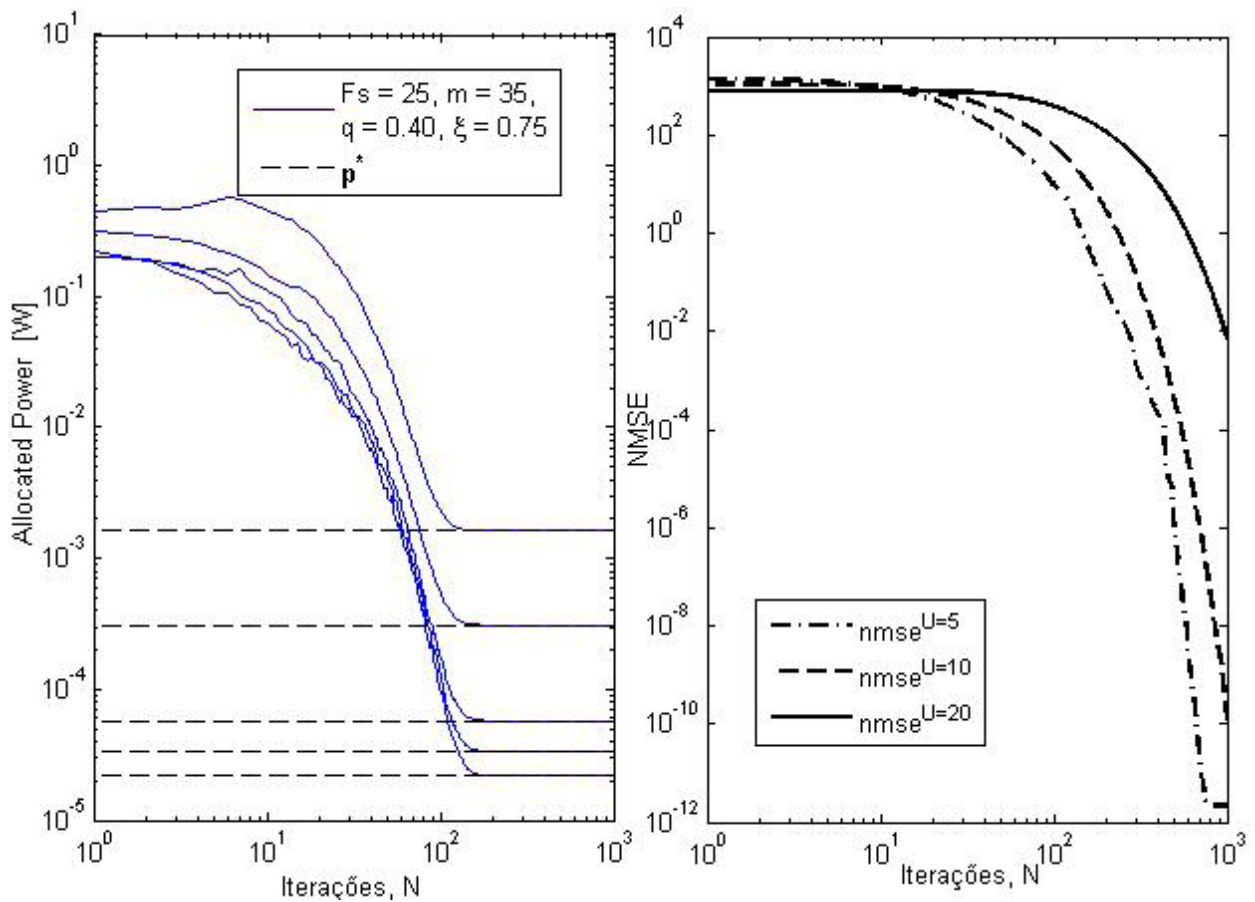 10^1
10^0
10^-1
10^-2
10^-3
10^-4
10^-5
Allocated Power [W]
Fs = 25, m = 35,
q = 0.40, ξ = 0.75
p*
10^0
10^1
10^2
10^3
Iterações, N
10^4
10^2
10^0
10^-2
10^-4
10^-6
10^-8
10^-10
10^-12
NMSE
nmse^U=5
nmse^U=10
nmse^U=20
10^0
10^1
10^2
10^3
Iterações, N